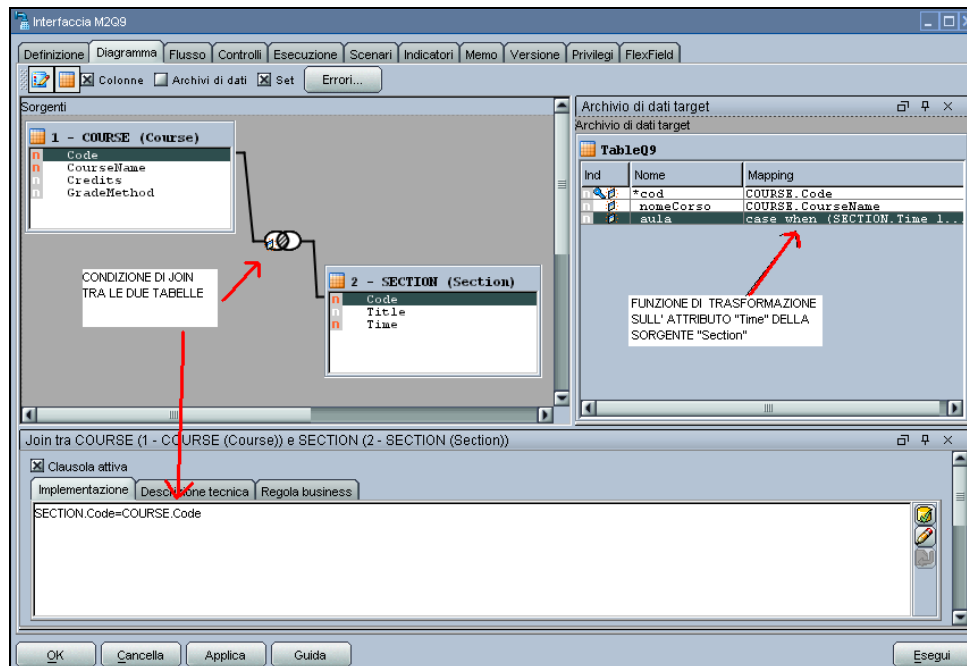 Interfaccia M2Q9
Definizione Diagramma Flusso Controlli Esecuzione Scenari Indicatori Memo Versione Privilegi FlexField
Colonne Archivi di dati Set Errori...
Sorgenti
1 - COURSE (Course)
n Code
n CourseName
n Credits
n GradeMethod
CONDIZIONE DI JOIN
TRA LE DUE TABELLE
2 - SECTION (Section)
n Code
n Title
n Time
Archivio di dati target
Archivio di dati target
TableQ9
Ind Nome Mapping
n *cod COURSE.Code
n nomeCorso COURSE.CourseName
n aula case when (SECTION.Time l...
FUNZIONE DI TRASFORMAZIONE
SULL' ATTRIBUTO "Time" DELLA
SORGENTE "Section"
Join tra COURSE (1 - COURSE (Course)) e SECTION (2 - SECTION (Section))
Clausola attiva
Implementazione Descrizione tecnica Regola business
SECTION.Code=COURSE.Code
OK Cancella Applica Guida Esegui